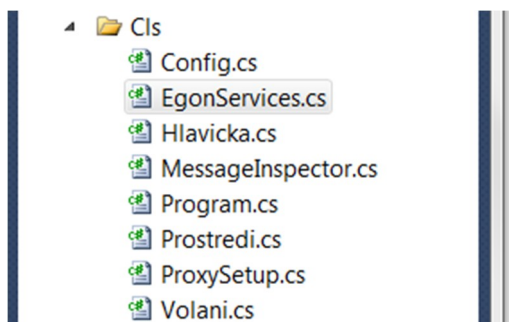 Cls
Config.cs
EgonServices.cs
Hlavicka.cs
MessageInspector.cs
Program.cs
Prostredi.cs
ProxySetup.cs
Volani.cs